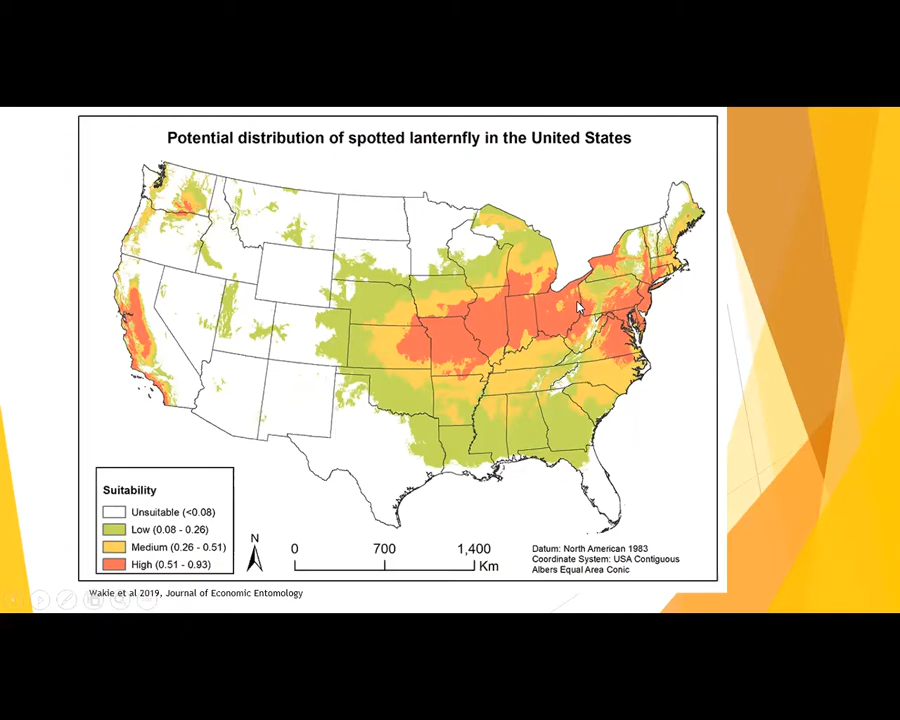 Potential distribution of spotted lanternfly in the United States
Suitability
Unsuitable (<0.08)
Low (0.08 - 0.26)
Medium (0.26 - 0.51)
High (0.51 - 0.93)
N
0 700 1,400
Km
Datum: North American 1983
Coordinate System: USA Contiguous
Albers Equal Area Conic
Wakie et al 2019, Journal of Economic Entomology